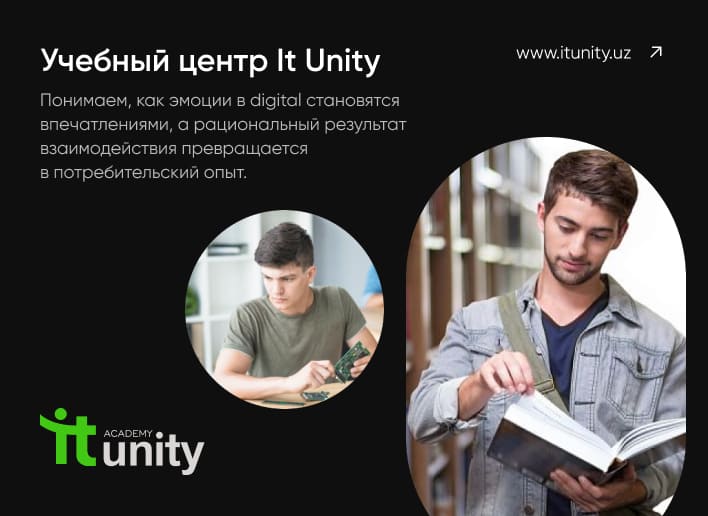 Учебный центр It Unity
www.itunity.uz
Понимаем, как эмоции в digital становятся
впечатлениями, а рациональный результат
взаимодействия превращается
в потребительский опыт.
it unity
ACADEMY